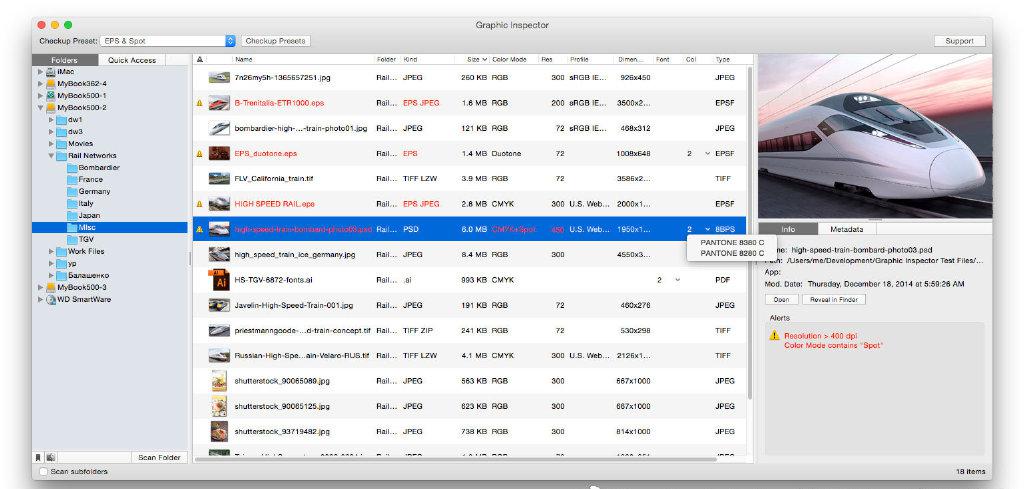 Graphic Inspector
Checkup Preset: EPS & Spot Checkup Presets Support
Folders Quick Access
iMac
MyBook362-4
MyBook500-1
MyBook500-2
dw1
dw3
Movies
Rail Networks
Bombardier
France
Germany
Italy
Japan
Misc
TGV
Work Files
yp
Балашенко
MyBook500-3
WD SmartWare
Scan Folder
Scan subfolders
Name Folder Kind Size Color Mode Res Profile Dimen... Font Col Type
7n26my5h-1365657251.jpg Rail... JPEG 260 KB RGB 300 sRGB IE... 926x450 JPEG
B-Trenitalia-ETR1000.eps Rail... EPS JPEG 1.6 MB RGB 200 sRGB IE... 3500x2... EPSF
bombardier-high-...-train-photo01.jpg Rail... JPEG 121 KB RGB 72 sRGB IE... 468x312 JPEG
EPS_duotone.eps Rail... EPS 1.4 MB Duotone 72 1008x648 2 EPSF
FLV_California_train.tif Rail... TIFF LZW 3.9 MB RGB 72 3586x2... TIFF
HIGH SPEED RAIL.eps Rail... EPS JPEG 2.8 MB CMYK 300 U.S. Web... 2000x1... EPSF
high-speed-train-bombard-photo03.psd Rail... PSD 6.0 MB CMYK+Spot 450 U.S. Web... 1950x1... 2 8BPS
high_speed_train_ice_germany.jpg Rail... JPEG 8.4 MB RGB 300 4550x3...
HS-TGV-6872-fonts.ai Rail... .ai 993 KB CMYK 2 PDF
Javelin-High-Speed-Train-001.jpg Rail... JPEG 191 KB RGB 72 460x276 JPEG
priestmanngoode-...d-train-concept.tif Rail... TIFF ZIP 241 KB RGB 72 530x298 TIFF
Russian-High-Spe...ain-Velaro-RUS.tif Rail... TIFF LZW 4.1 MB CMYK 300 U.S. Web... 2126x1... TIFF
shutterstock_90065089.jpg Rail... JPEG 563 KB RGB 300 667x1000 JPEG
shutterstock_90065125.jpg Rail... JPEG 623 KB RGB 300 667x1000 JPEG
shutterstock_93719482.jpg Rail... JPEG 738 KB RGB 300 814x1000 JPEG
PANTONE 8360 C
PANTONE 8280 C
Info Metadata
high-speed-train-bombard-photo03.psd
/Users/me/Development/Graphic Inspector Test Files/...
App:
Mod. Date: Thursday, December 18, 2014 at 5:59:26 AM
Open Reveal in Finder
Alerts
Resolution > 400 dpi
Color Mode contains "Spot"
18 items